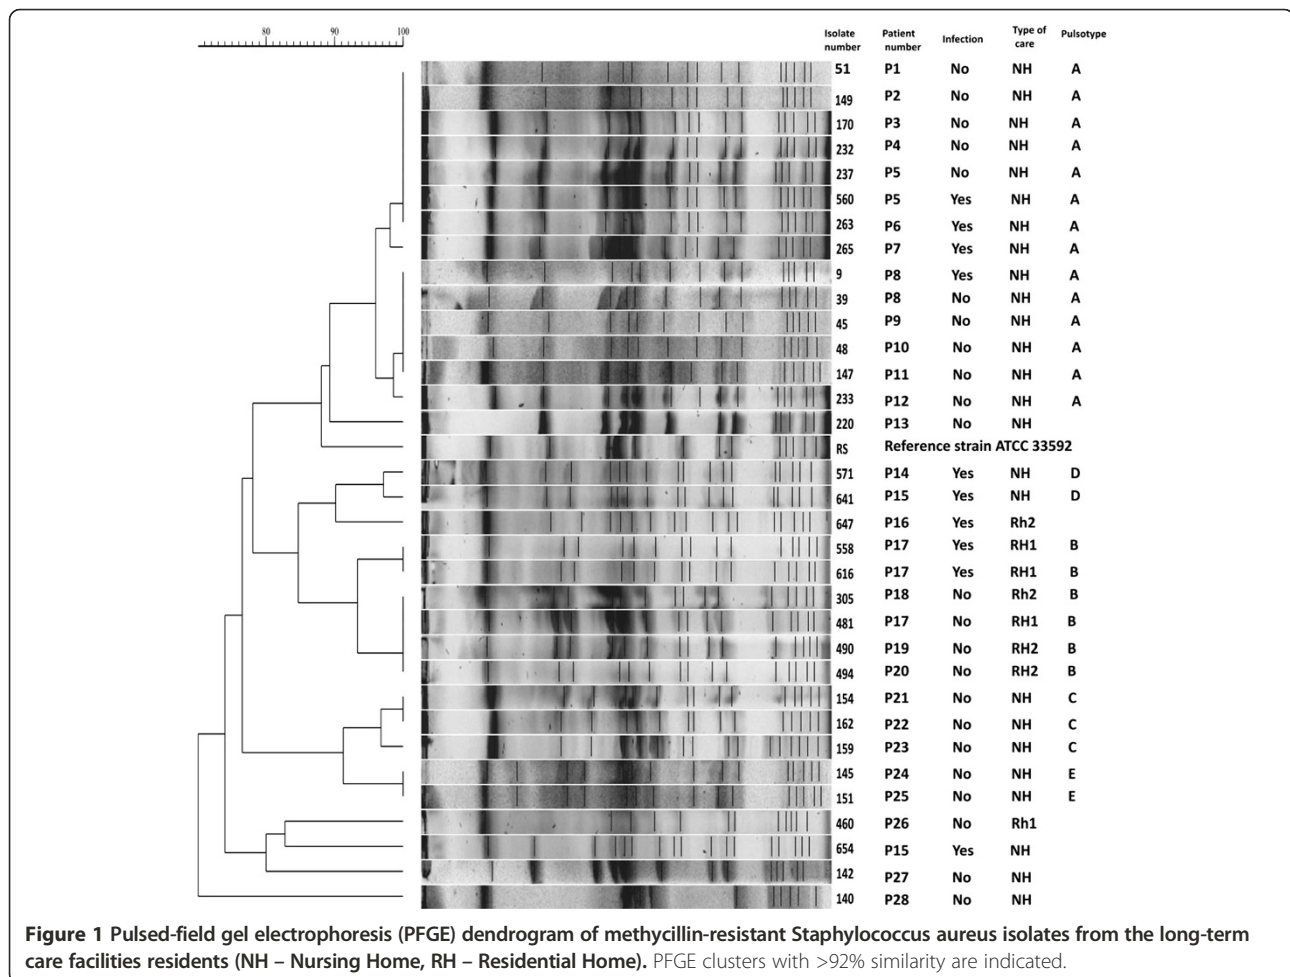 80 90 100
Isolate number Patient number Infection Type of care Pulsotype
51 P1 No NH A
149 P2 No NH A
170 P3 No NH A
232 P4 No NH A
237 P5 No NH A
560 P5 Yes NH A
263 P6 Yes NH A
265 P7 Yes NH A
9 P8 Yes NH A
39 P8 No NH A
45 P9 No NH A
48 P10 No NH A
147 P11 No NH A
233 P12 No NH A
220 P13 No NH
RS Reference strain ATCC 33592
571 P14 Yes NH D
641 P15 Yes NH D
647 P16 Yes Rh2
558 P17 Yes RH1 B
616 P17 Yes RH1 B
305 P18 No Rh2 B
481 P17 No RH1 B
490 P19 No RH2 B
494 P20 No RH2 B
154 P21 No NH C
162 P22 No NH C
159 P23 No NH C
145 P24 No NH E
151 P25 No NH E
460 P26 No Rh1
654 P15 Yes NH
142 P27 No NH
140 P28 No NH
Figure 1 Pulsed-field gel electrophoresis (PFGE) dendrogram of methycillin-resistant Staphylococcus aureus isolates from the long-term
care facilities residents (NH – Nursing Home, RH – Residential Home). PFGE clusters with >92% similarity are indicated.